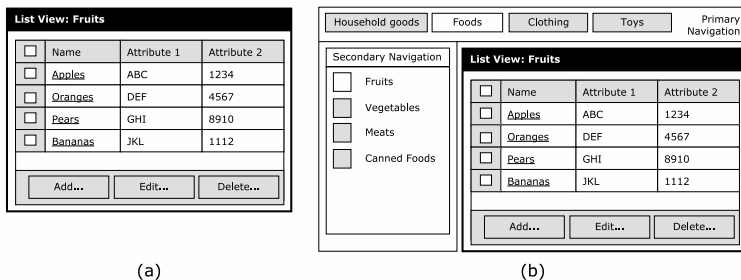 List View: Fruits
Name Attribute 1 Attribute 2
Apples ABC 1234
Oranges DEF 4567
Pears GHI 8910
Bananas JKL 1112
Add... Edit... Delete...
(a)
Household goods Foods Clothing Toys Primary
Navigation
Secondary Navigation
Fruits
Vegetables
Meats
Canned Foods
List View: Fruits
Name Attribute 1 Attribute 2
Apples ABC 1234
Oranges DEF 4567
Pears GHI 8910
Bananas JKL 1112
Add... Edit... Delete...
(b)